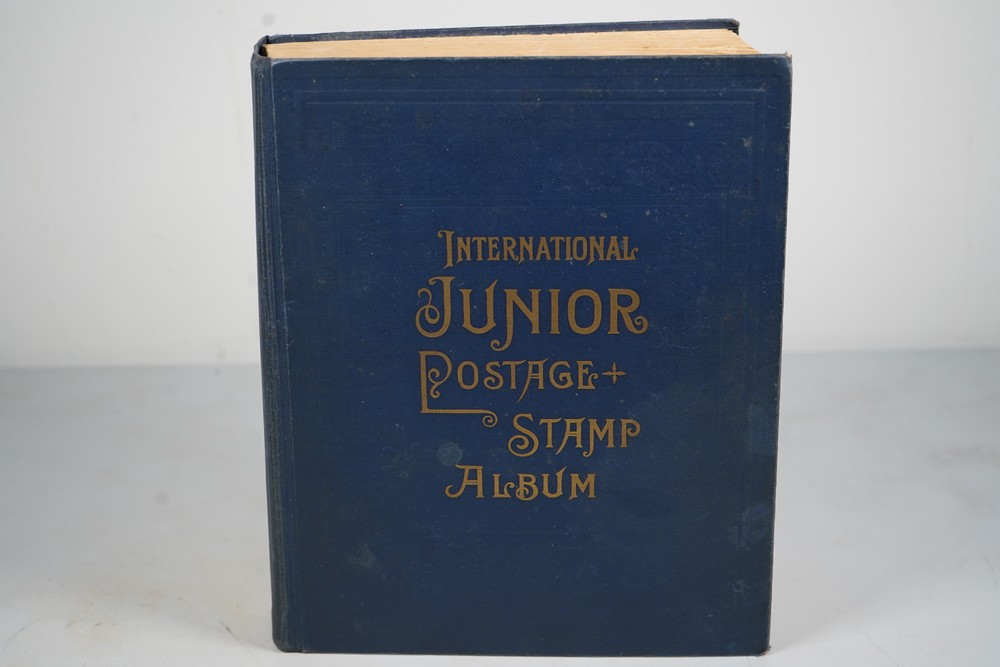 INTERNATIONAL
JUNIOR
POSTAGE
STAMP
ALBUM